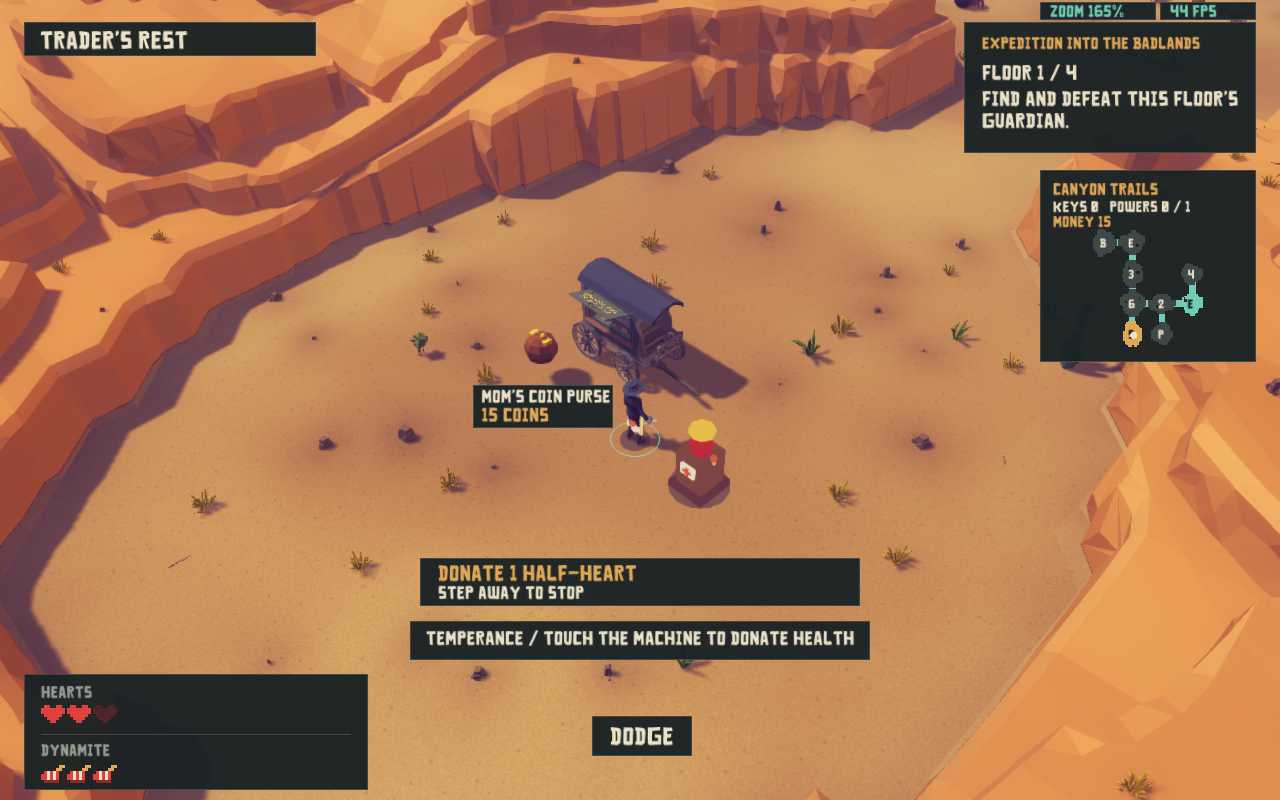 TRADER'S REST
ZOOM 165%
44 FPS
EXPEDITION INTO THE BADLANDS
FLOOR 1 / 4
FIND AND DEFEAT THIS FLOOR'S
GUARDIAN.
CANYON TRAILS
KEYS 0 POWERS 0 / 1
MONEY 15
B E
3 4
6 2 E
P
MOM'S COIN PURSE
15 COINS
DONATE 1 HALF-HEART
STEP AWAY TO STOP
TEMPERANCE / TOUCH THE MACHINE TO DONATE HEALTH
DODGE
HEARTS
DYNAMITE